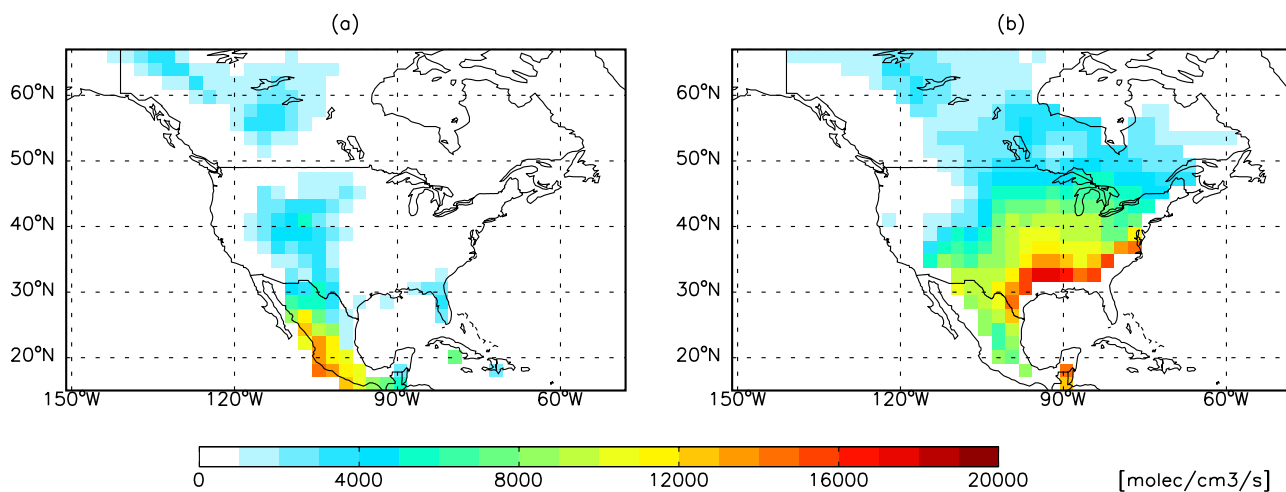 (a) (b)
60°N 60°N
50°N 50°N
40°N 40°N
30°N 30°N
20°N 20°N
150°W 120°W 90°W 60°W 150°W 120°W 90°W 60°W
0 4000 8000 12000 16000 20000 [molec/cm3/s]